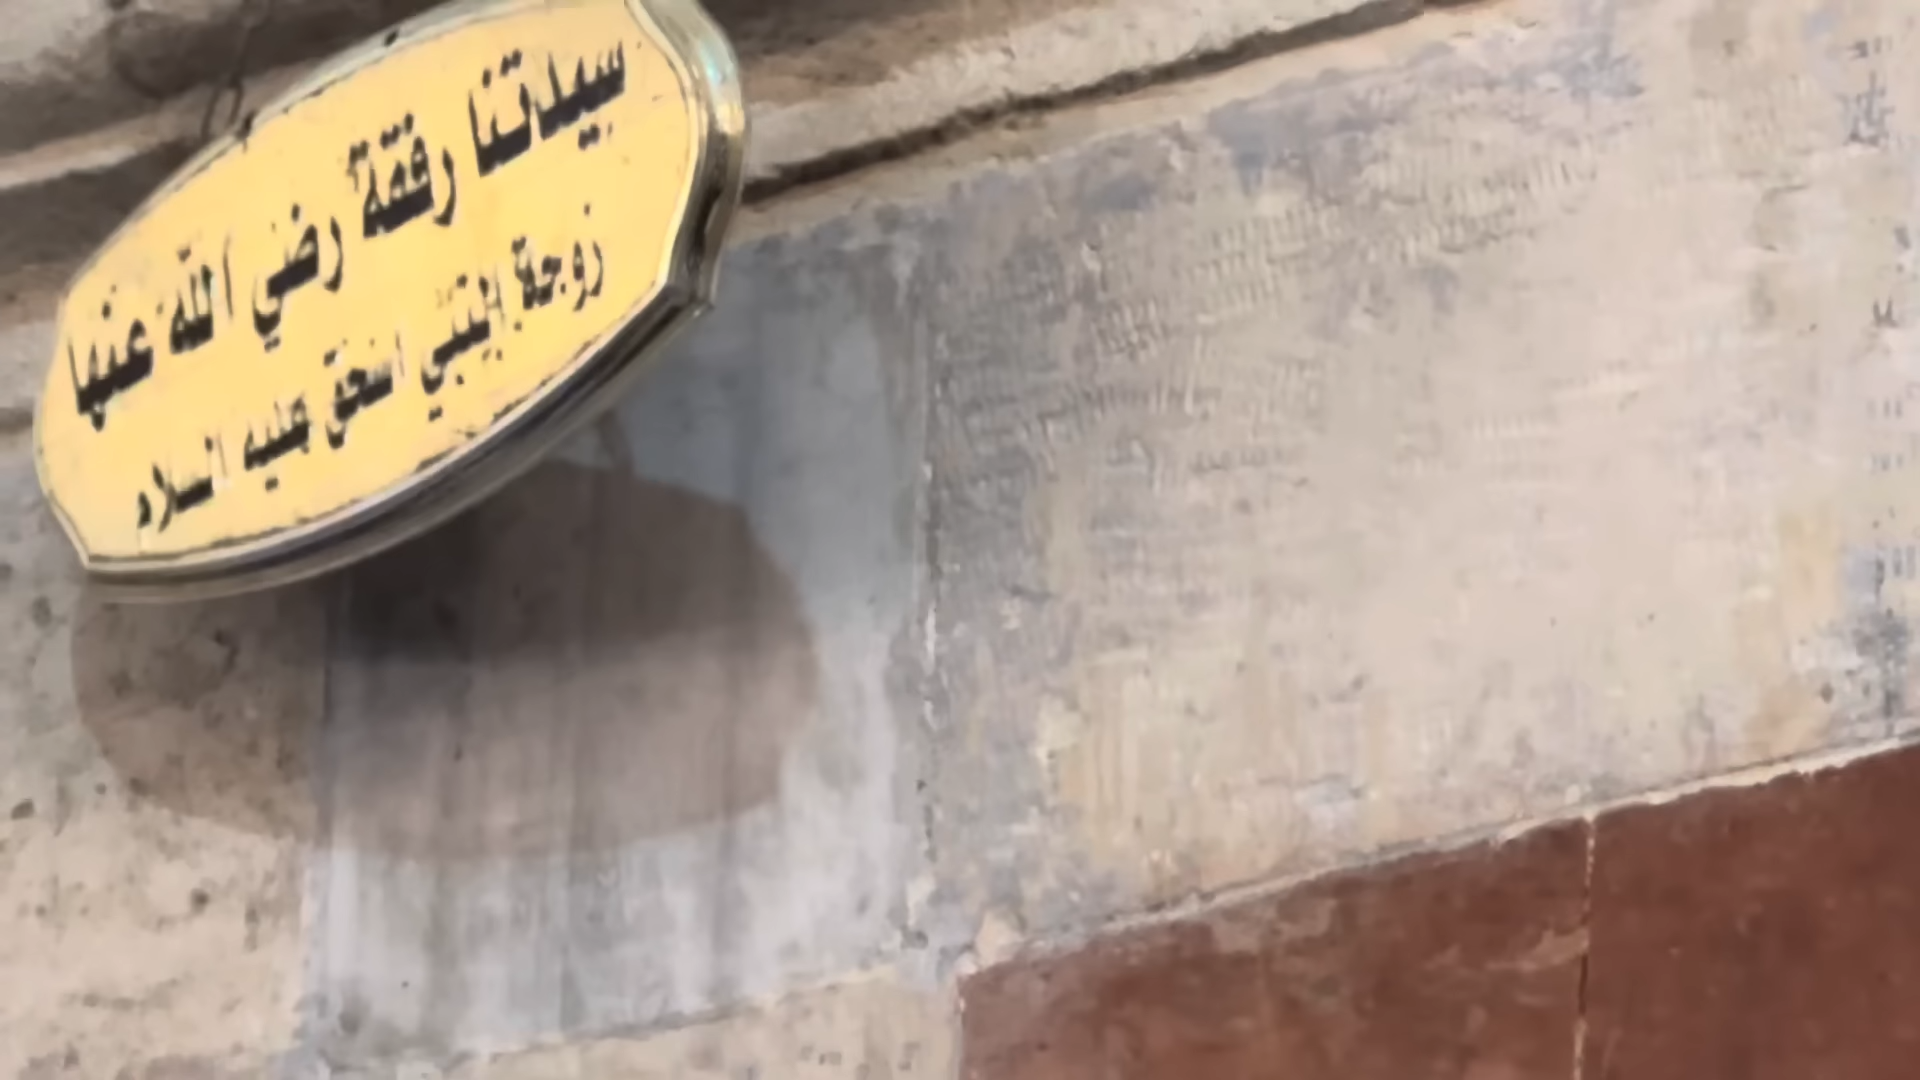 سيدتنا رفقة رضي الله عنها
زوجة النبي اسحق عليه السلام